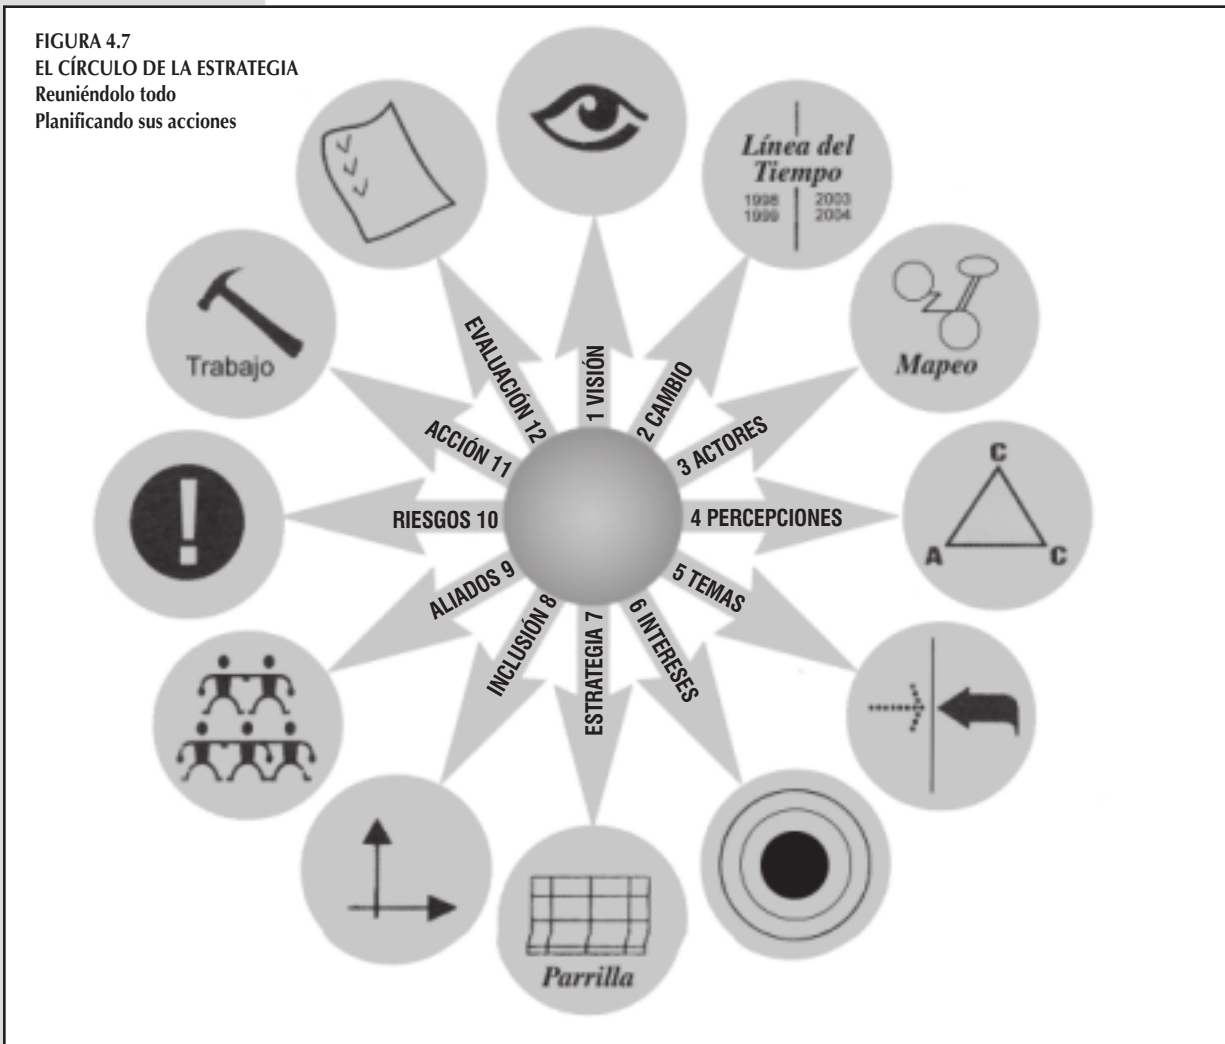 FIGURA 4.7
EL CÍRCULO DE LA ESTRATEGIA
Reuniéndolo todo
Planificando sus acciones
Línea del
Tiempo
1998 2003
1999 2004
Mapeo
C
A C
Parrilla
Trabajo
1 VISIÓN
2 CAMBIO
3 ACTORES
4 PERCEPCIONES
5 TEMAS
6 INTERESES
ESTRATEGIA 7
INCLUSIÓN 8
ALIADOS 9
RIESGOS 10
ACCIÓN 11
EVALUACIÓN 12